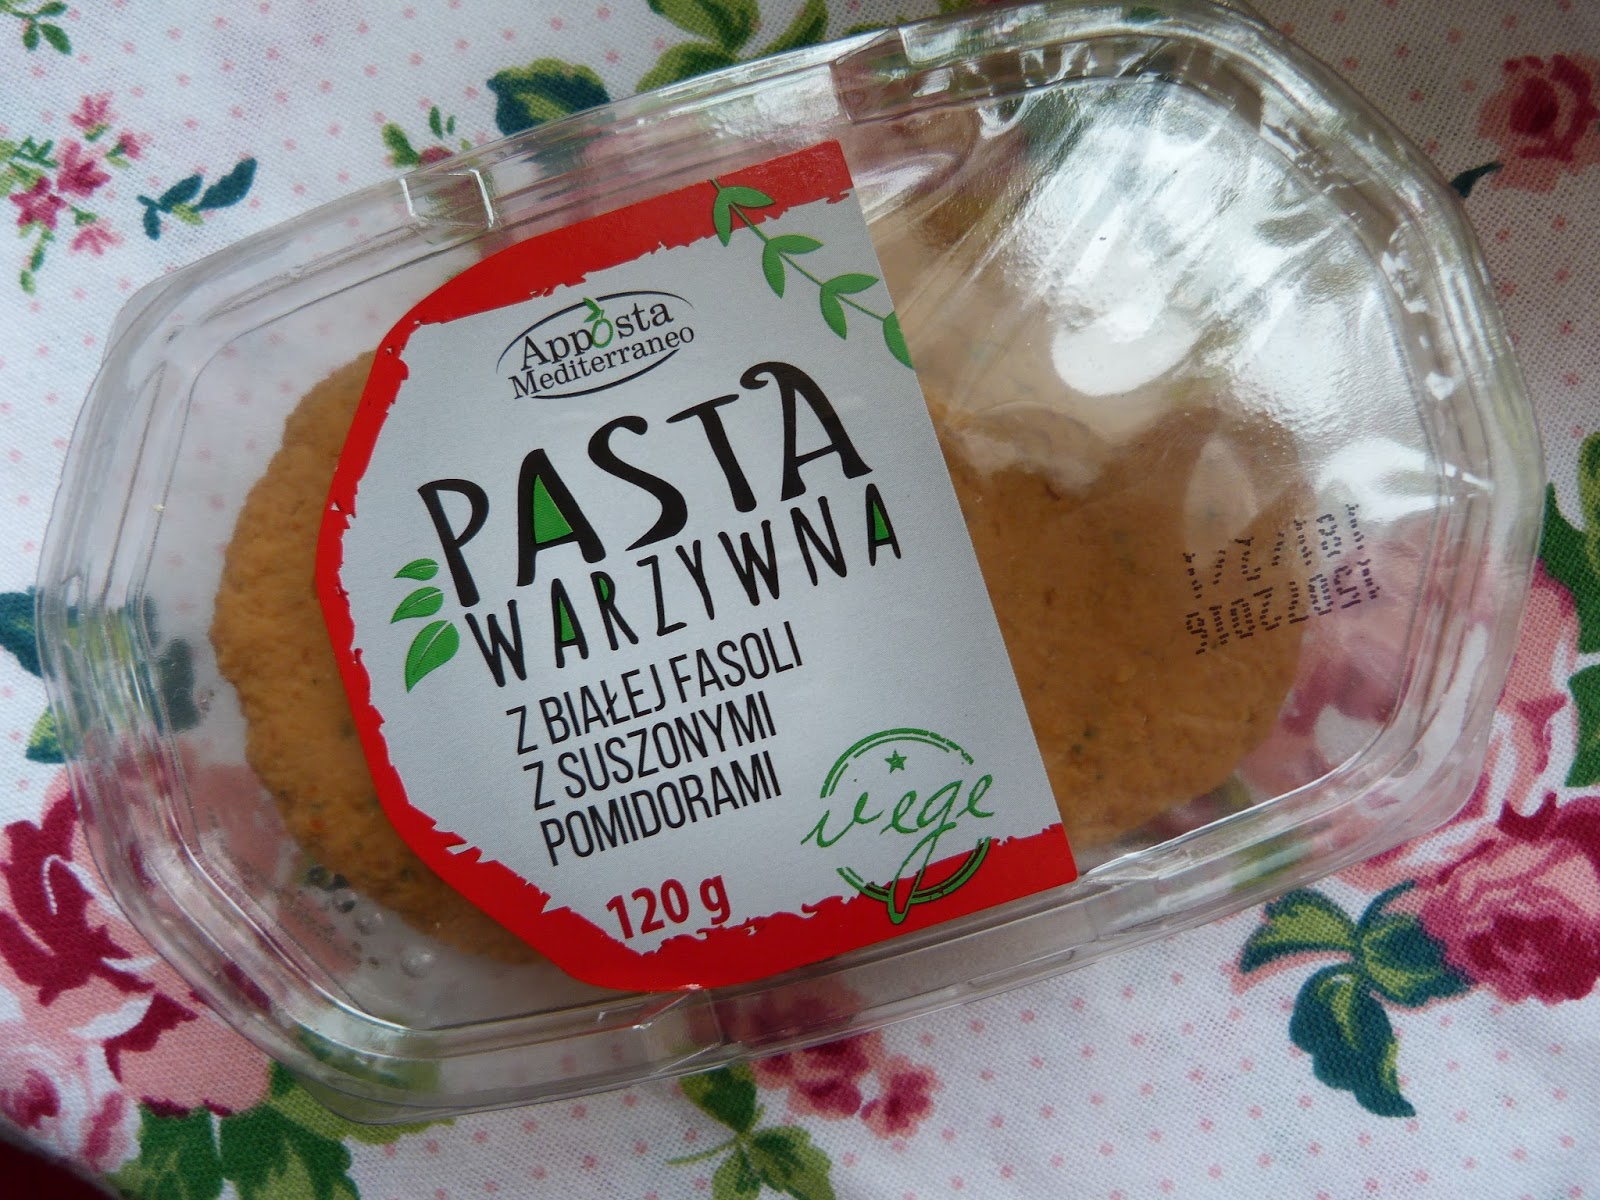 Apposta
Mediterraneo
PASTA
WARZYWNA
Z BIAŁEJ FASOLI
Z SUSZONYMI
POMIDORAMI
120 g
vege